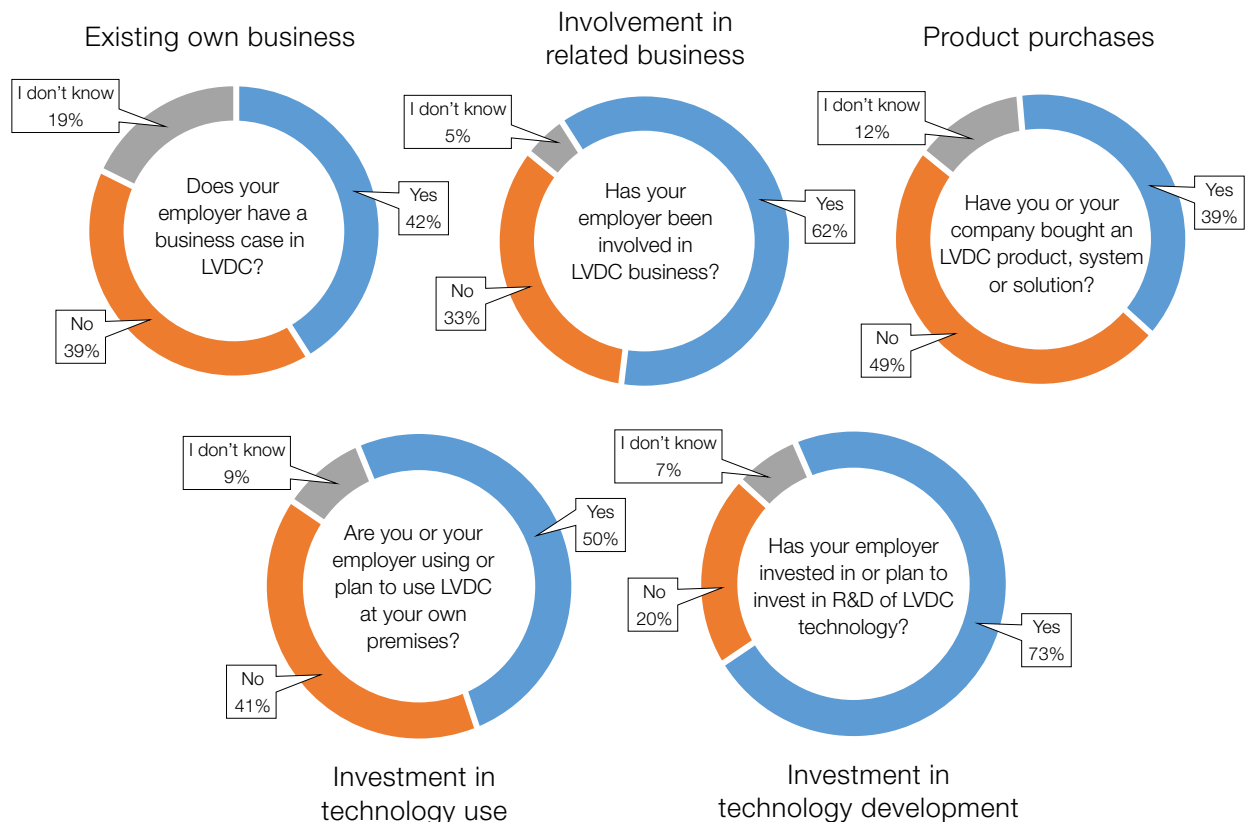 Existing own business
I don't know
19%
Does your
employer have a
business case in
LVDC?
Yes
42%
No
39%
Involvement in
related business
I don't know
5%
Has your
employer been
involved in
LVDC business?
Yes
62%
No
33%
Product purchases
I don't know
12%
Have you or your
company bought an
LVDC product, system
or solution?
Yes
39%
No
49%
I don't know
9%
Are you or your
employer using or
plan to use LVDC
at your own
premises?
Yes
50%
No
41%
Investment in
technology use
I don't know
7%
Has your employer
invested in or plan to
invest in R&D of LVDC
technology?
No
20%
Yes
73%
Investment in
technology development